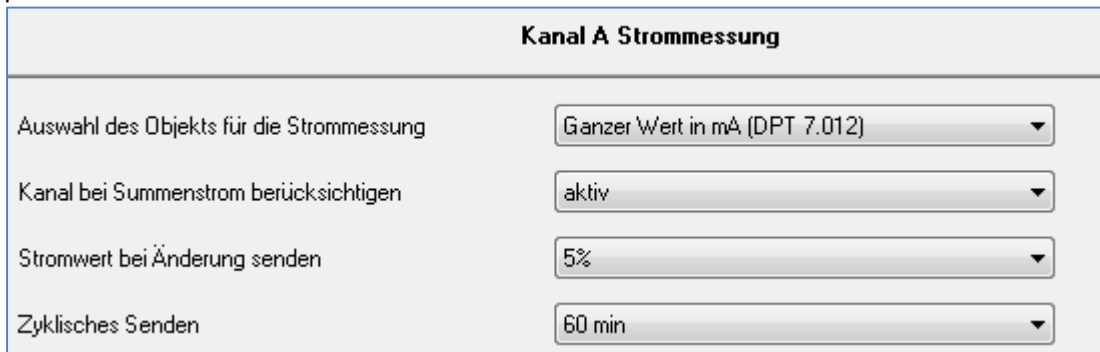 Kanal A Strommessung
Auswahl des Objekts für die Strommessung Ganzer Wert in mA (DPT 7.012)
Kanal bei Summenstrom berücksichtigen aktiv
Stromwert bei Änderung senden 5%
Zyklisches Senden 60 min